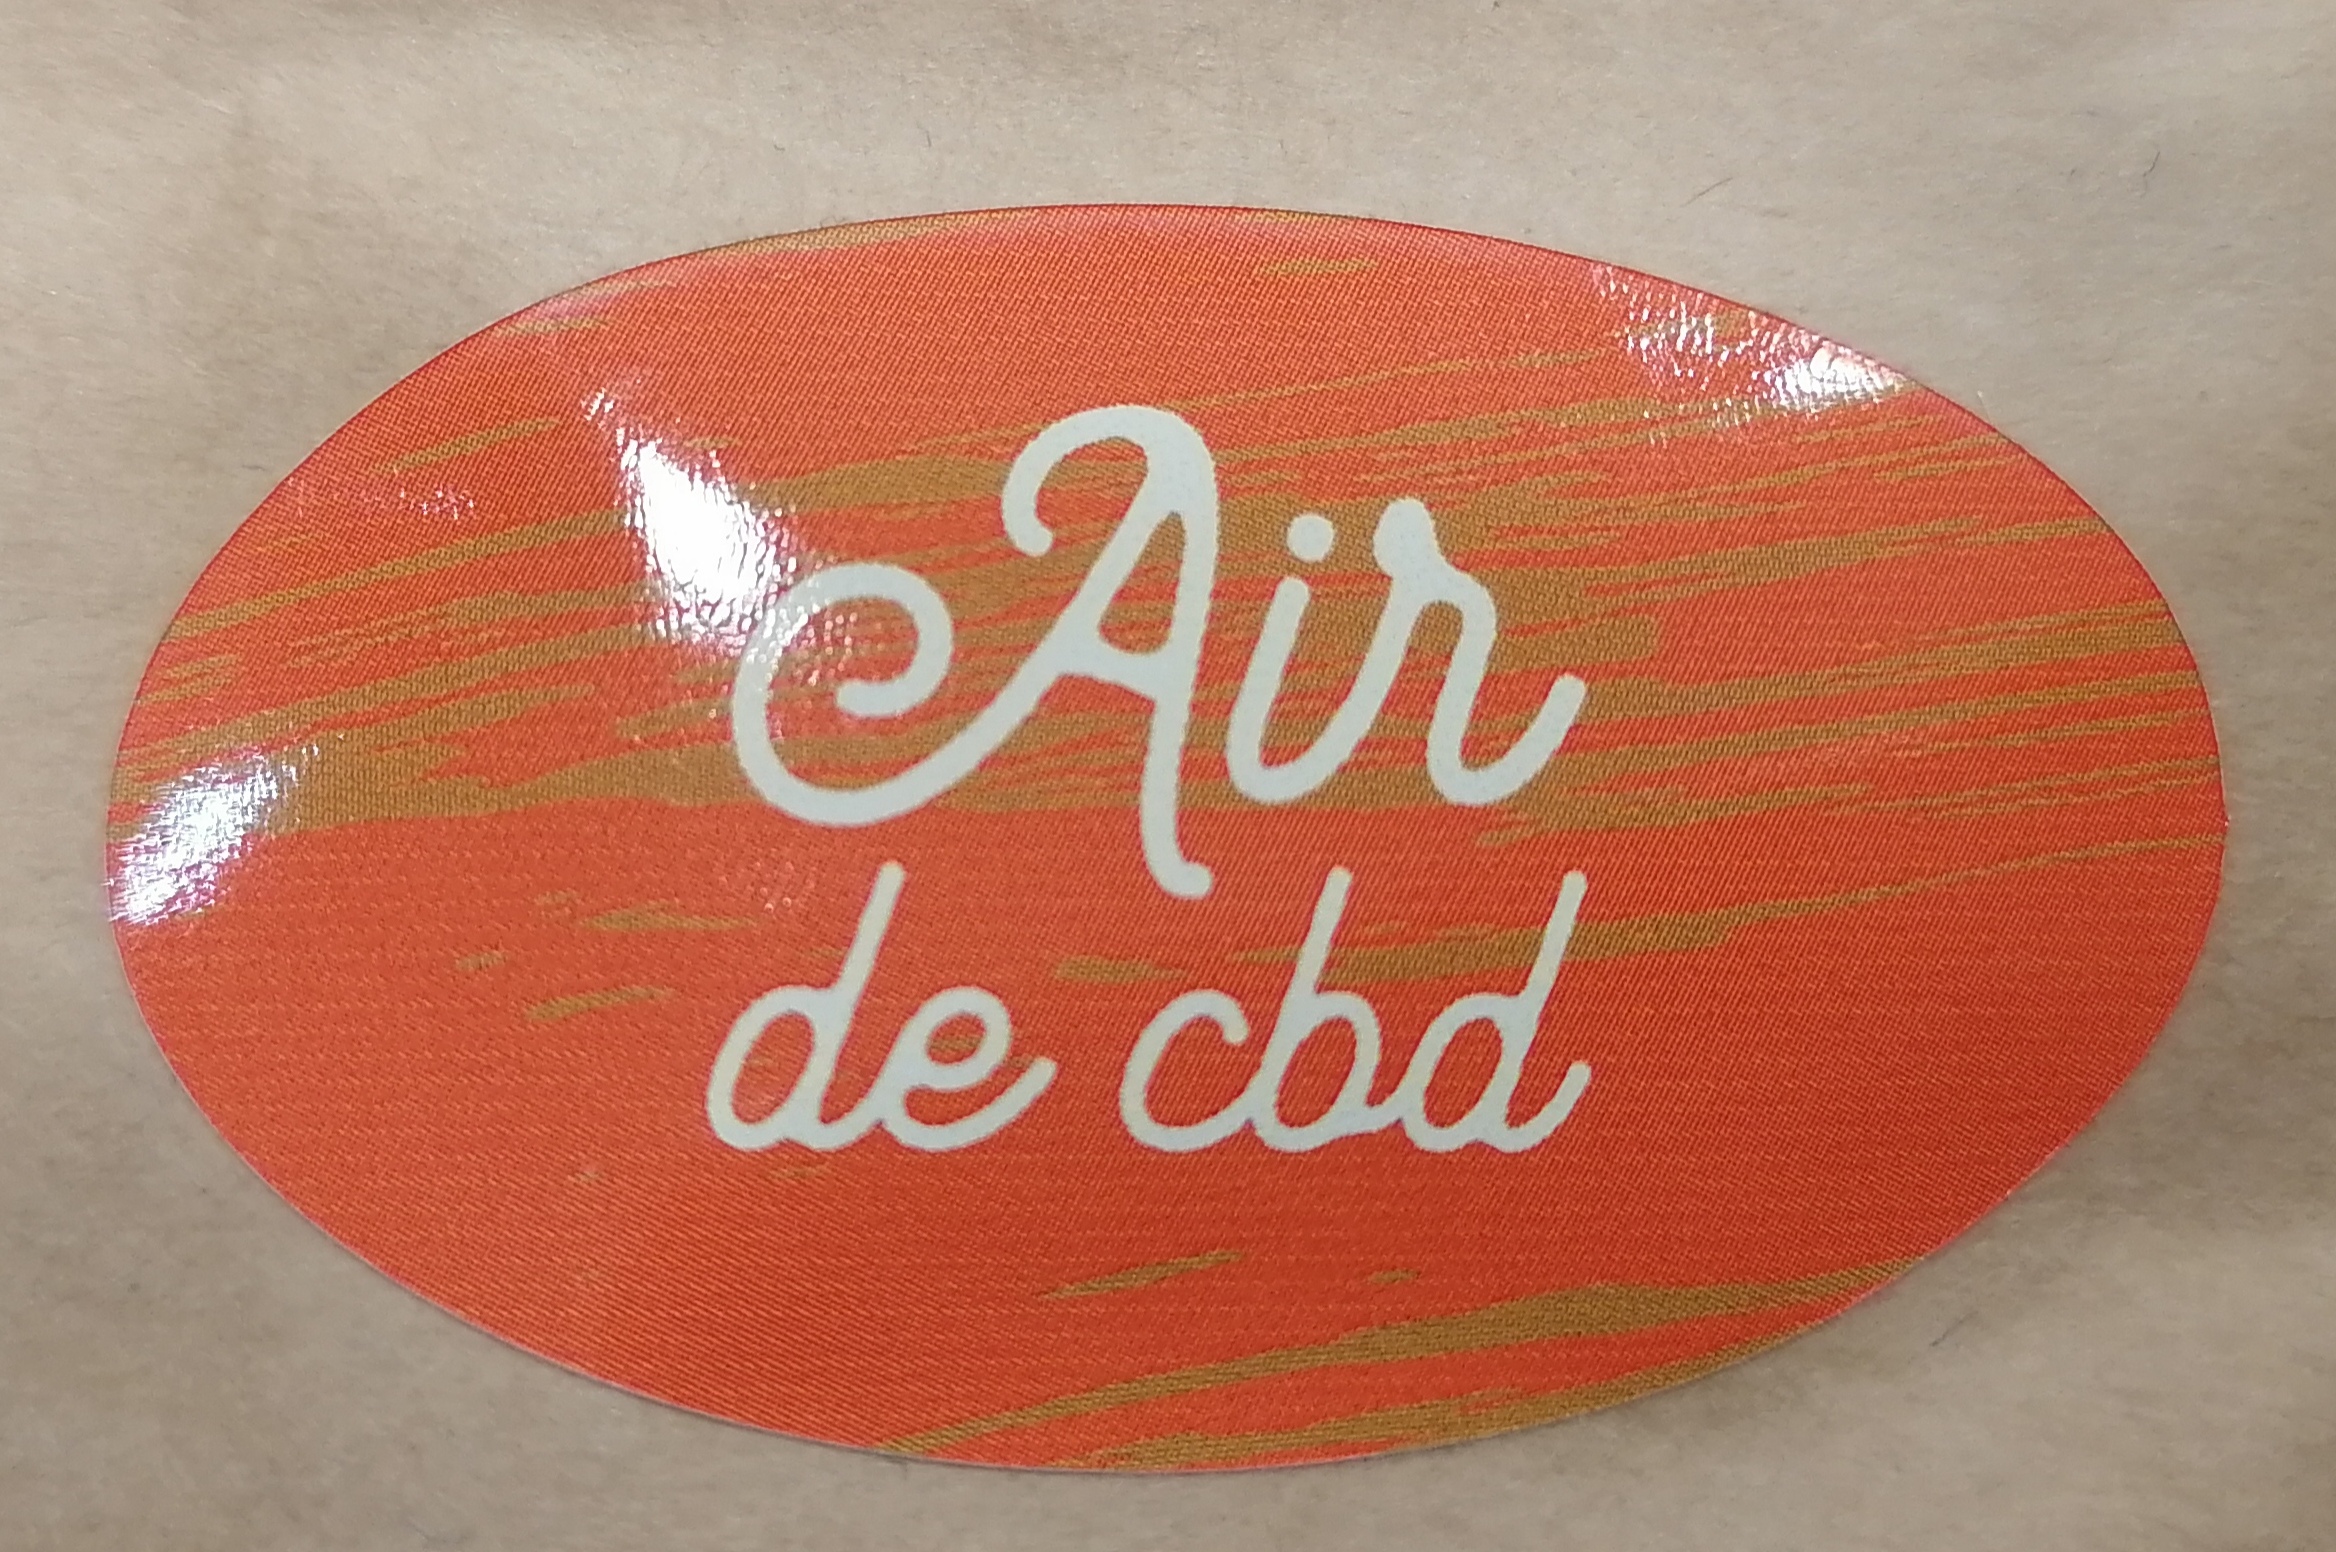 Air
de cbd